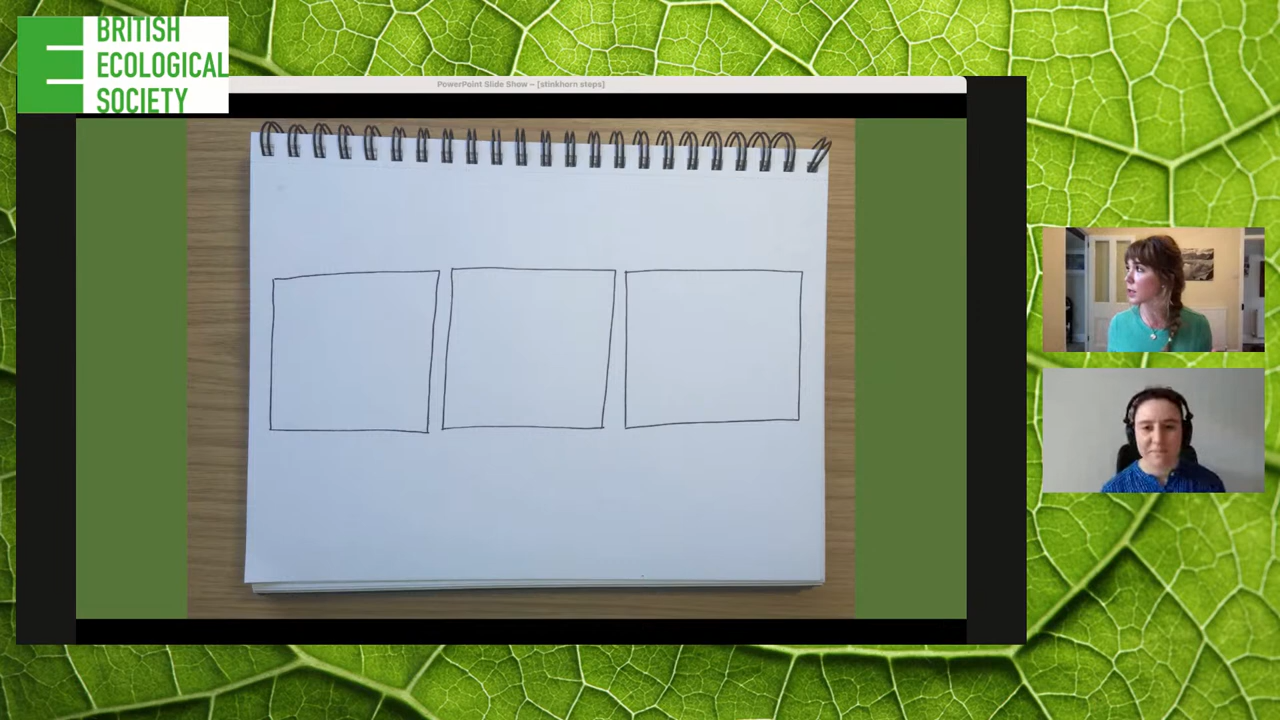 BRITISH
ECOLOGICAL
SOCIETY
PowerPoint Slide Show – [stinkhorn steps]